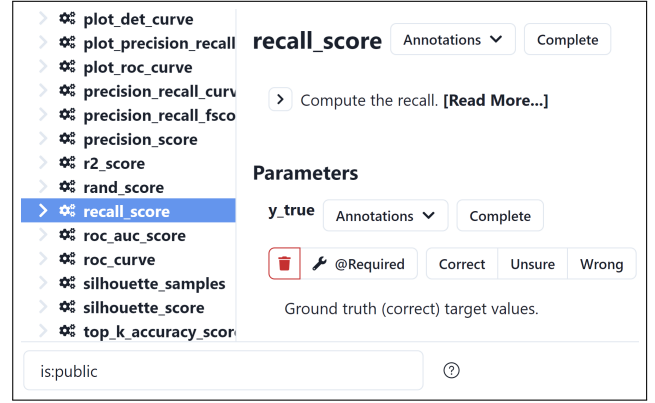 plot_det_curve
plot_precision_recall
plot_roc_curve
precision_recall_curv
precision_recall_fsco
precision_score
r2_score
rand_score
recall_score
roc_auc_score
roc_curve
silhouette_samples
silhouette_score
top_k_accuracy_scor
recall_score Annotations Complete
Compute the recall. [Read More...]
Parameters
y_true Annotations Complete
@Required Correct Unsure Wrong
Ground truth (correct) target values.
is:public